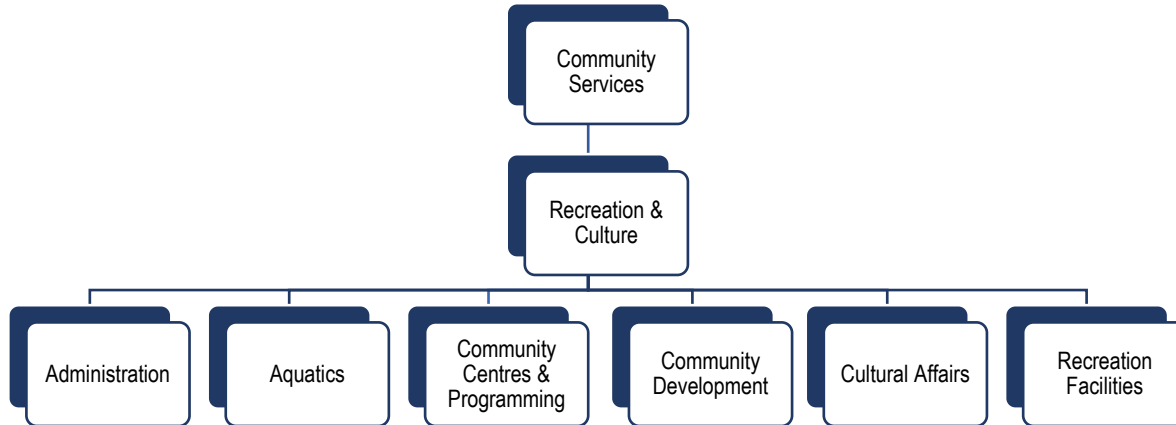 Community
Services
Recreation &
Culture
Administration
Aquatics
Community
Centres &
Programming
Community
Development
Cultural Affairs
Recreation
Facilities